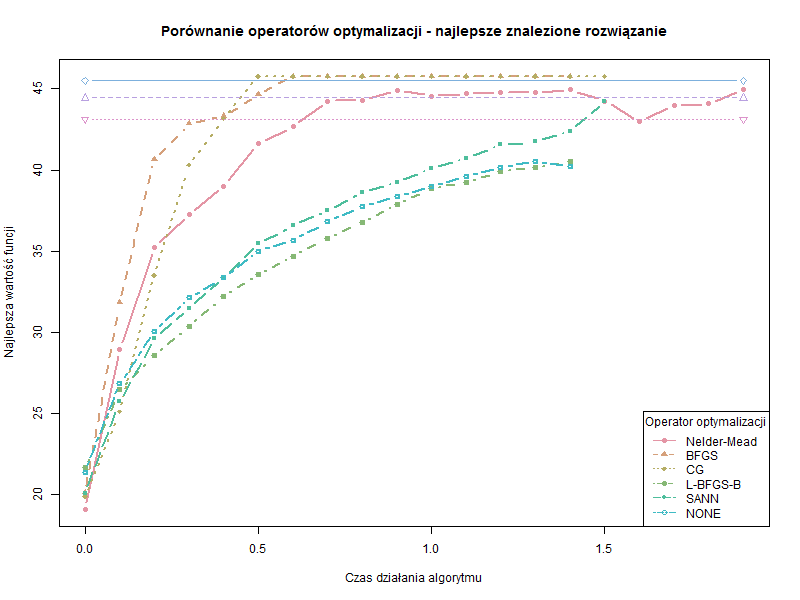 Porównanie operatorów optymalizacji - najlepsze znalezione rozwiązanie
Najlepsza wartość funcji
45
40
35
30
25
20
0.0 0.5 1.0 1.5
Czas działania algorytmu
Operator optymalizacji
Nelder-Mead
BFGS
CG
L-BFGS-B
SANN
NONE